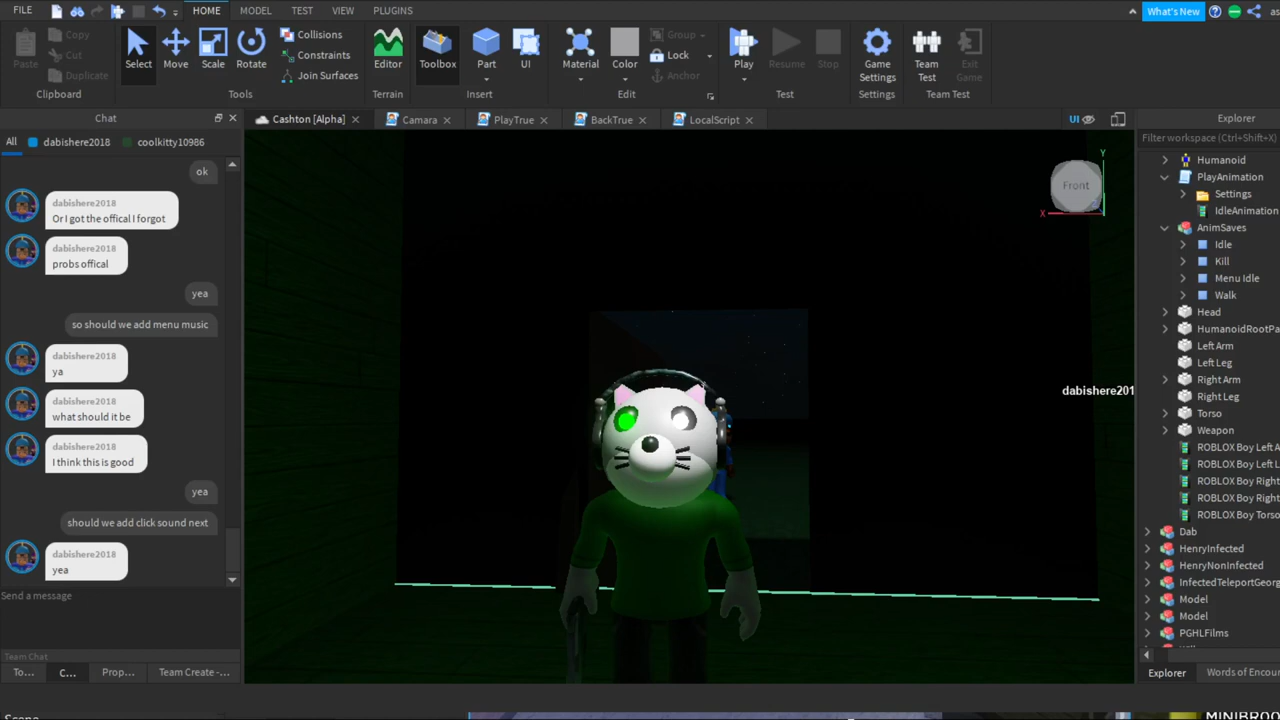 FILE
HOME
MODEL
TEST
VIEW
PLUGINS
What's New
as
Paste
Copy
Cut
Duplicate
Clipboard
Select
Move
Scale
Rotate
Collisions
Constraints
Join Surfaces
Tools
Editor
Terrain
Toolbox
Part
UI
Insert
Material
Color
Group
Lock
Anchor
Edit
Play
Resume
Stop
Test
Game
Settings
Settings
Team
Test
Exit
Game
Team Test
Chat
All
dabishere2018
coolkitty10986
ok
dabishere2018
Or I got the offical I forgot
dabishere2018
probs offical
yea
so should we add menu music
dabishere2018
ya
dabishere2018
what should it be
dabishere2018
I think this is good
yea
should we add click sound next
dabishere2018
yea
Send a message
Team Chat
To...
C...
Prop...
Team Create -...
Cashton [Alpha]
Camara
PlayTrue
BackTrue
LocalScript
UI
Y
Front
X
dabishere201
Explorer
Filter workspace (Ctrl+Shift+X)
Humanoid
PlayAnimation
Settings
IdleAnimation
AnimSaves
Idle
Kill
Menu Idle
Walk
Head
HumanoidRootPa
Left Arm
Left Leg
Right Arm
Right Leg
Torso
Weapon
ROBLOX Boy Left A
ROBLOX Boy Left L
ROBLOX Boy Right
ROBLOX Boy Right
ROBLOX Boy Torso
Dab
HenryInfected
HenryNonInfected
InfectedTeleportGeorg
Model
Model
PGHLFilms
Explorer
Words of Encour
Scene
MINIBROO